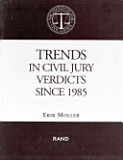 TRENDS
IN CIVIL JURY
VERDICTS
SINCE 1985
ERIK MOLLER
RAND